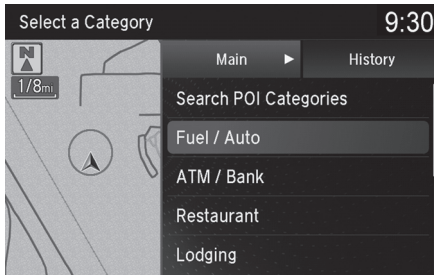 Select a Category
9:30
N
1/8mi
Main
History
Search POI Categories
Fuel / Auto
ATM / Bank
Restaurant
Lodging